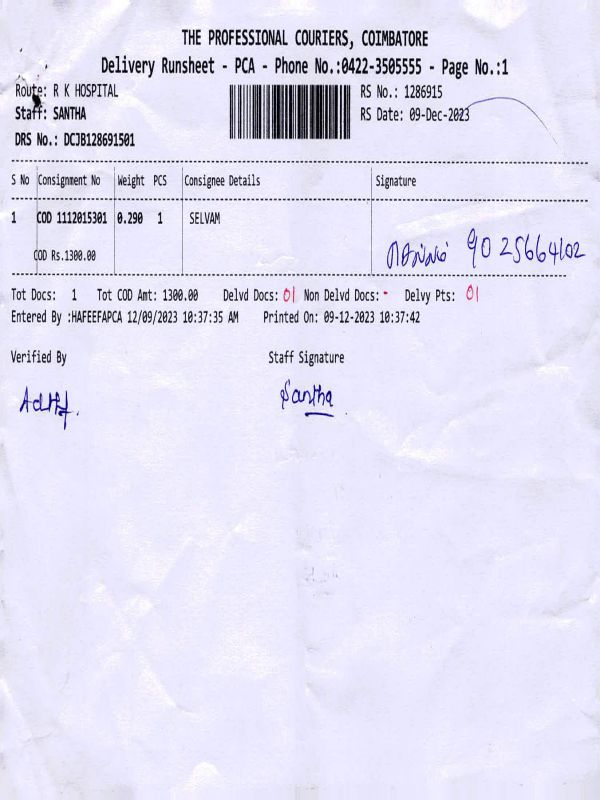 THE PROFESSIONAL COURIERS, COIMBATORE
Delivery Runsheet - PCA - Phone No.:0422-3505555 - Page No.:1
Route: R K HOSPITAL RS No.: 1286915
Staff: SANTHA RS Date: 09-Dec-2023
DRS No.: DCJB128691501
S No Consignment No Weight PCS Consignee Details Signature
1 COD 1112015301 0.290 1 SELVAM
COD Rs.1300.00 செல்வம் 9025664102
Tot Docs: 1 Tot COD Amt: 1300.00 Delvd Docs: 01 Non Delvd Docs: - Delvy Pts: 01
Entered By :HAFEEFAPCA 12/09/2023 10:37:35 AM Printed On: 09-12-2023 10:37:42
Verified By Staff Signature
Santha